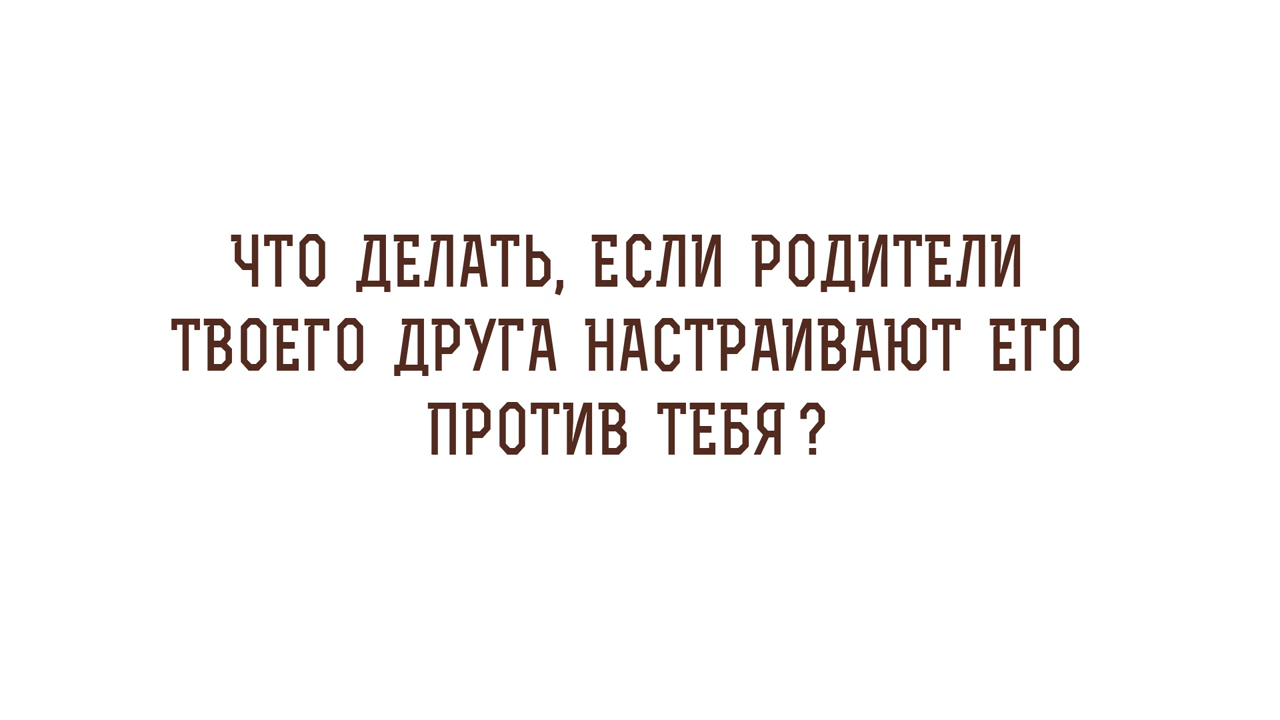 ЧТО ДЕЛАТЬ, ЕСЛИ РОДИТЕЛИ
ТВОЕГО ДРУГА НАСТРАИВАЮТ ЕГО
ПРОТИВ ТЕБЯ ?